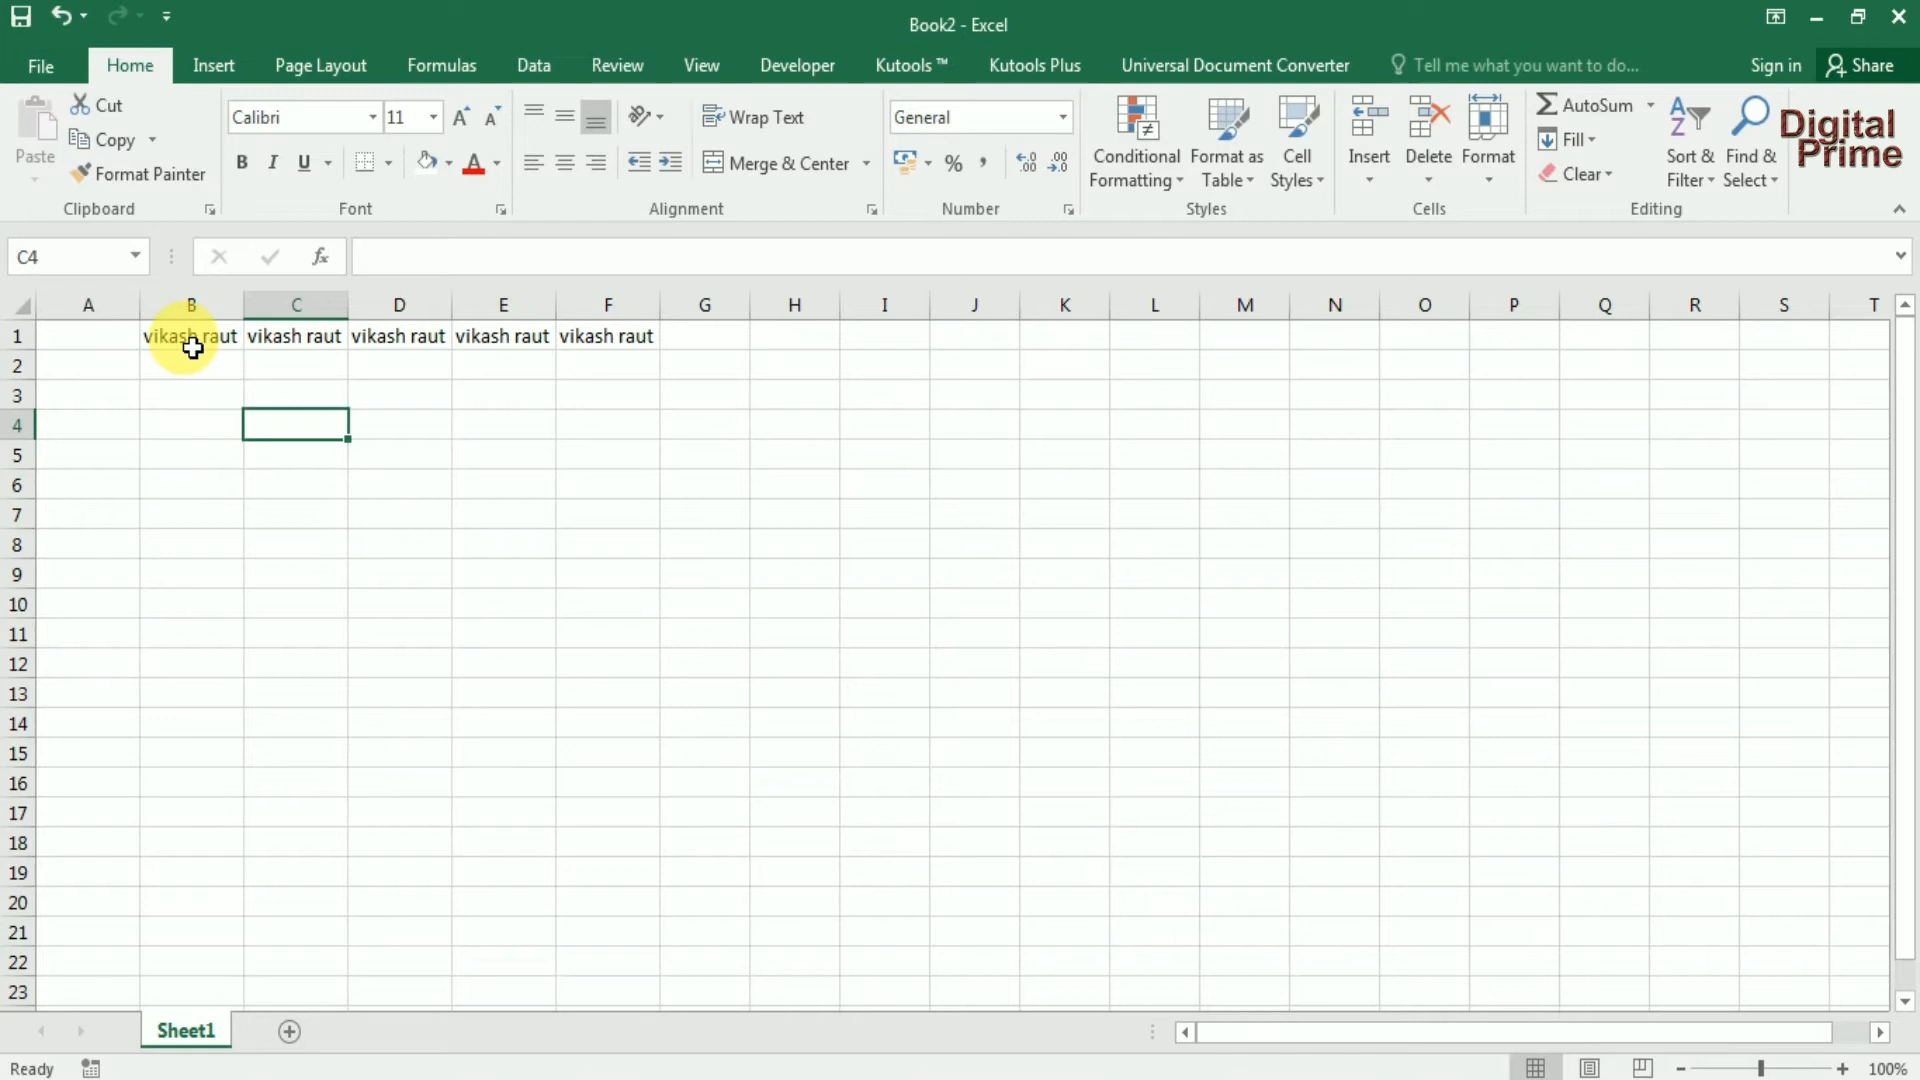 Book2 - Excel
File Home Insert Page Layout Formulas Data Review View Developer Kutools ™ Kutools Plus Universal Document Converter Tell me what you want to do... Sign in Share
Paste
Cut
Copy
Format Painter
Clipboard
Calibri 11
B I U
Font
Wrap Text
Merge & Center
Alignment
General
%
Number
Conditional Formatting
Format as Table
Cell Styles
Styles
Insert Delete Format
Cells
AutoSum
Fill
Clear
Sort & Filter
Find & Select
Editing
Digital
Prime
C4 fx
A B C D E F G H I J K L M N O P Q R S T
1 vikash raut vikash raut vikash raut vikash raut vikash raut
2
3
4
5
6
7
8
9
10
11
12
13
14
15
16
17
18
19
20
21
22
23
Sheet1
Ready 100%